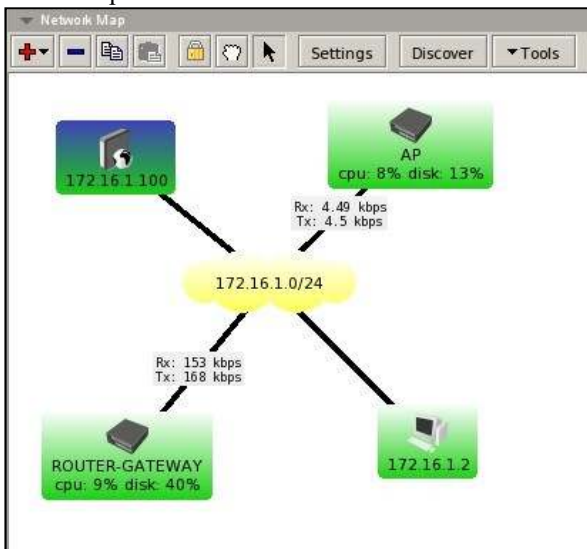 Network Map
Settings
Discover
Tools
172.16.1.100
AP
cpu: 8% disk: 13%
Rx: 4.49 kbps
Tx: 4.5 kbps
172.16.1.0/24
Rx: 153 kbps
Tx: 168 kbps
ROUTER-GATEWAY
cpu: 9% disk: 40%
172.16.1.2